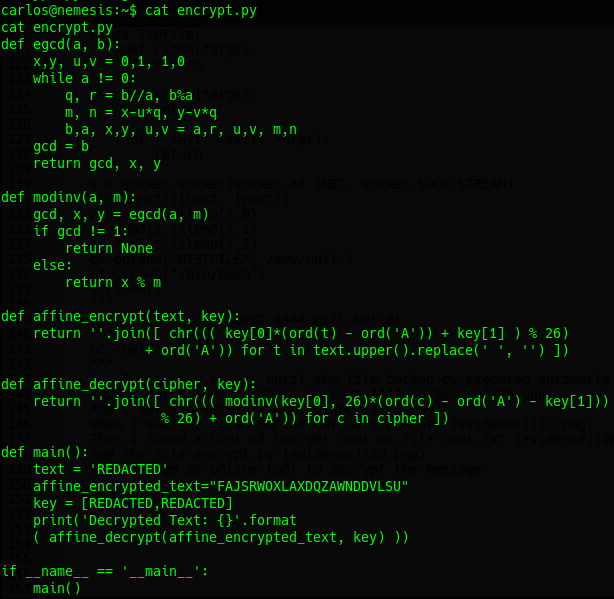 carlos@nemesis:~$ cat encrypt.py
cat encrypt.py
def egcd(a, b):
    x,y, u,v = 0,1, 1,0
    while a != 0:
        q, r = b//a, b%a
        m, n = x-u*q, y-v*q
        b,a, x,y, u,v = a,r, u,v, m,n
    gcd = b
    return gcd, x, y

def modinv(a, m):
    gcd, x, y = egcd(a, m)
    if gcd != 1:
        return None
    else:
        return x % m

def affine_encrypt(text, key):
    return ''.join([ chr((( key[0]*(ord(t) - ord('A')) + key[1] ) % 26)
                  + ord('A')) for t in text.upper().replace(' ', '') ])

def affine_decrypt(cipher, key):
    return ''.join([ chr((( modinv(key[0], 26)*(ord(c) - ord('A') - key[1]))
                    % 26) + ord('A')) for c in cipher ])

def main():
    text = 'REDACTED'
    affine_encrypted_text="FAJSRWOXLAXDQZAWNDDVLSU"
    key = [REDACTED,REDACTED]
    print('Decrypted Text: {}'.format
    ( affine_decrypt(affine_encrypted_text, key) ))

if __name__ == '__main__':
    main()